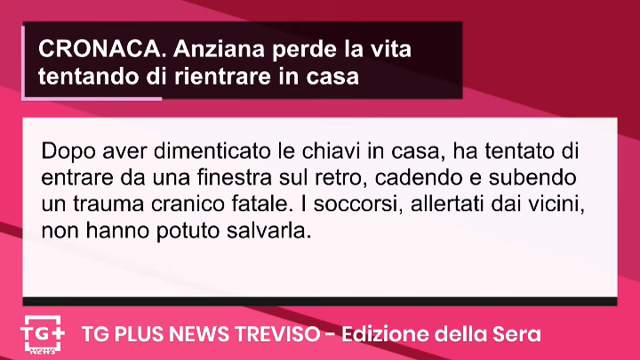 CRONACA. Anziana perde la vita
tentando di rientrare in casa
Dopo aver dimenticato le chiavi in casa, ha tentato di
entrare da una finestra sul retro, cadendo e subendo
un trauma cranico fatale. I soccorsi, allertati dai vicini,
non hanno potuto salvarla.
TG+
NEWS
TG PLUS NEWS TREVISO - Edizione della Sera